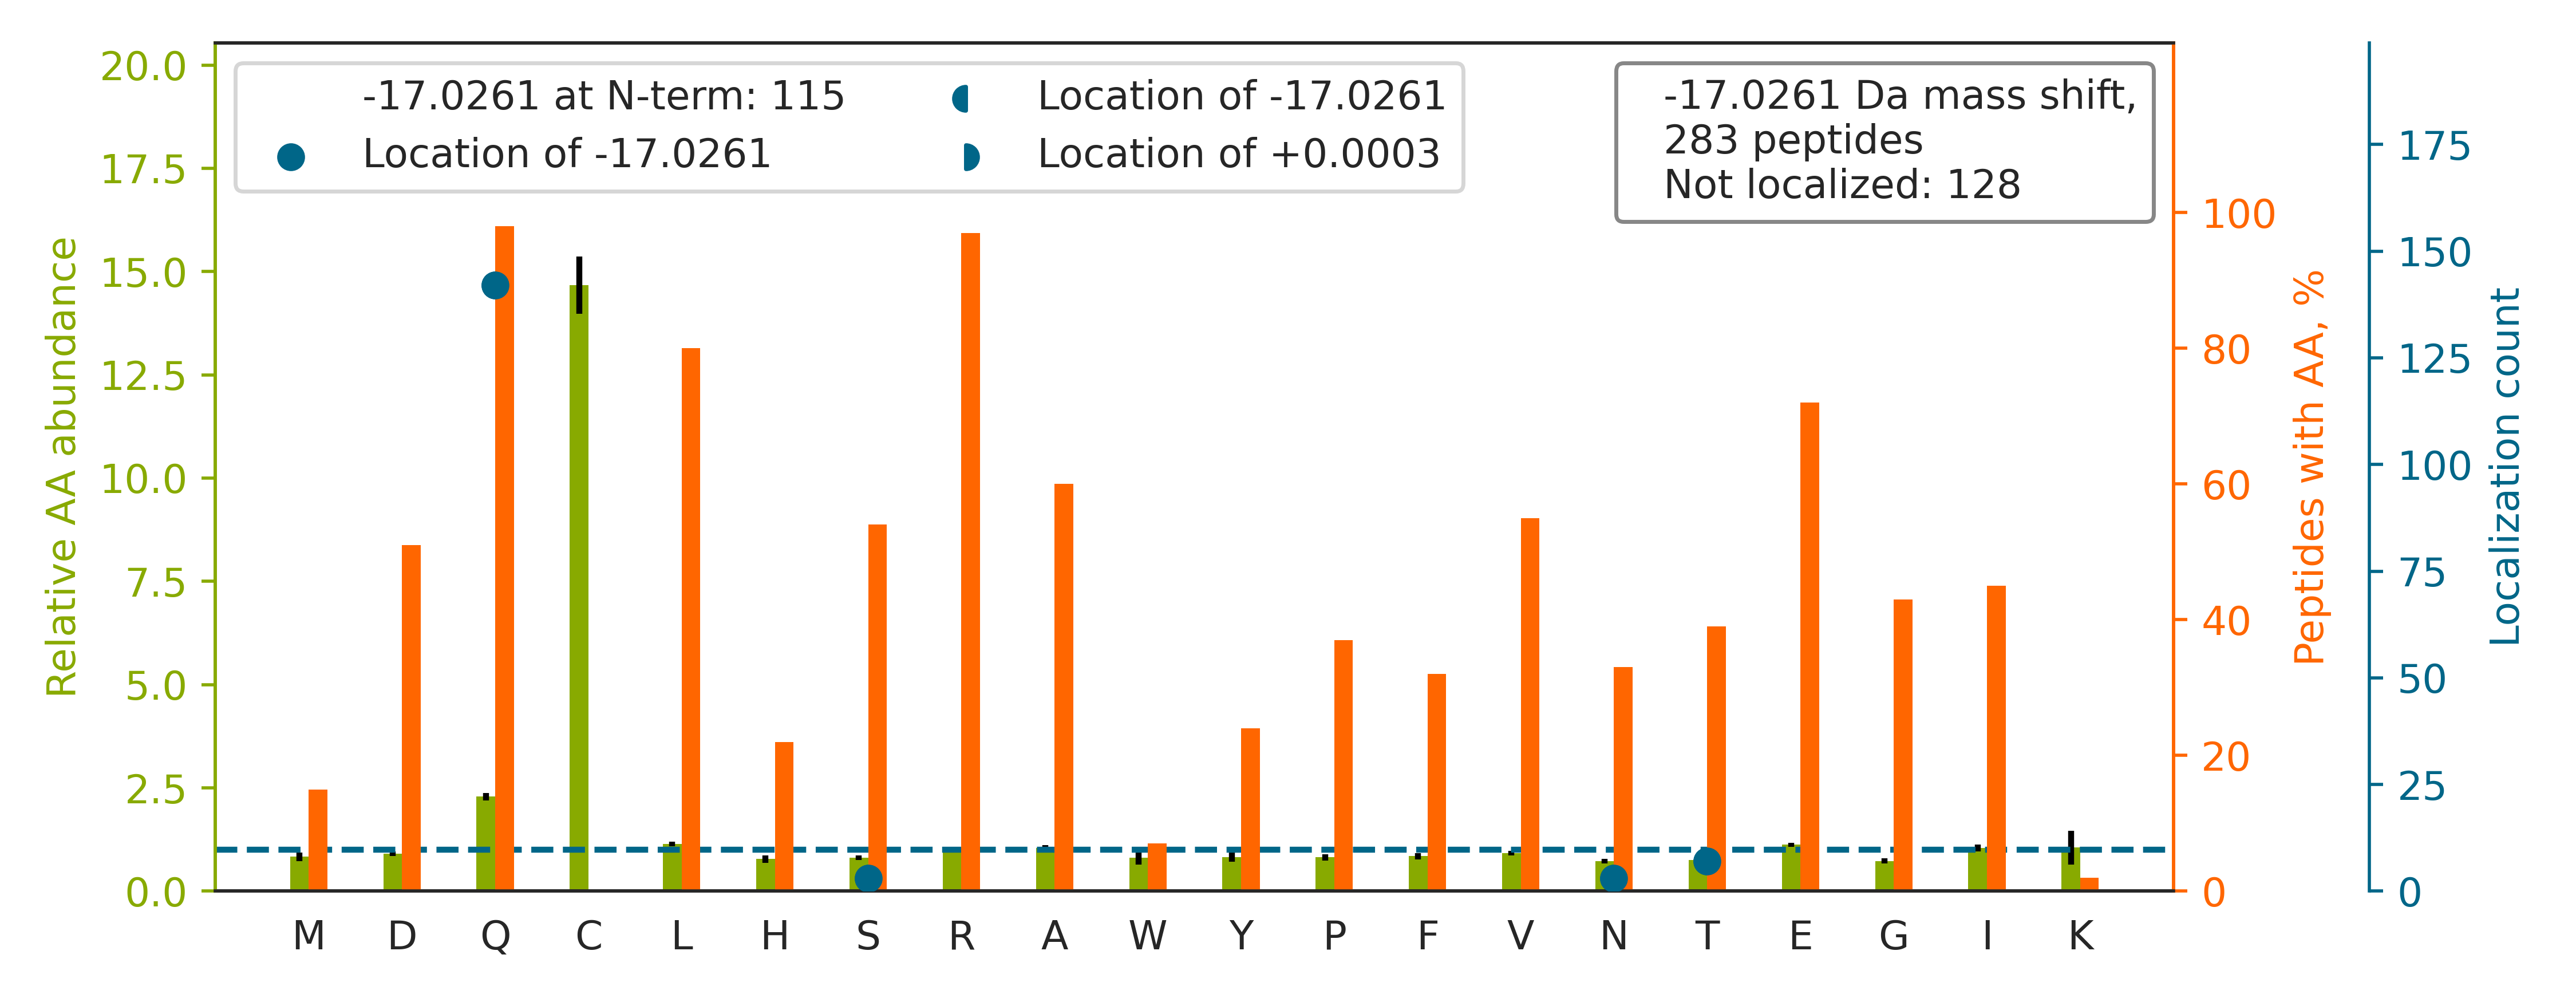 -17.0261 at N-term: 115
Location of -17.0261
Location of -17.0261
Location of +0.0003
-17.0261 Da mass shift,
283 peptides
Not localized: 128
Relative AA abundance
20.0
17.5
15.0
12.5
10.0
7.5
5.0
2.5
0.0
M D Q C L H S R A W Y P F V N T E G I K
100
80
60
40
20
0
Peptides with AA, %
175
150
125
100
75
50
25
0
Localization count